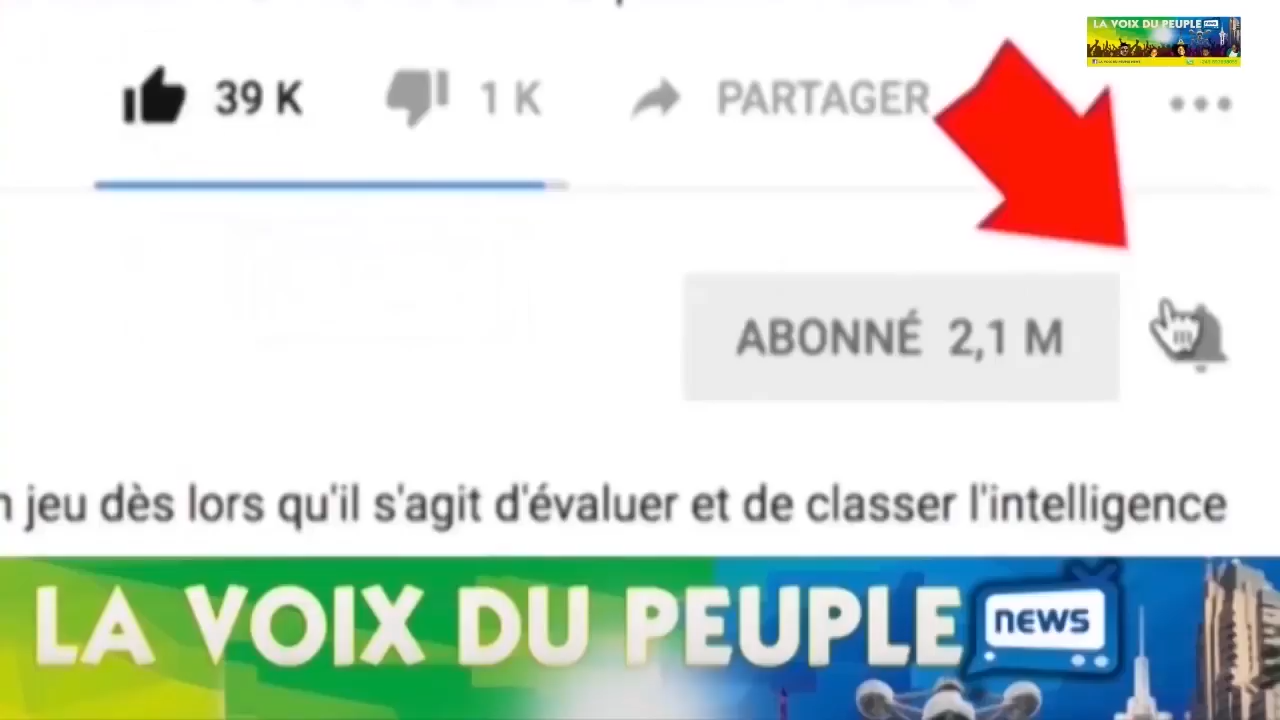 LA VOIX DU PEUPLE news
39 K 1 K PARTAGER
ABONNÉ 2,1 M
jeu dès lors qu'il s'agit d'évaluer et de classer l'intelligence
LA VOIX DU PEUPLE NEWS